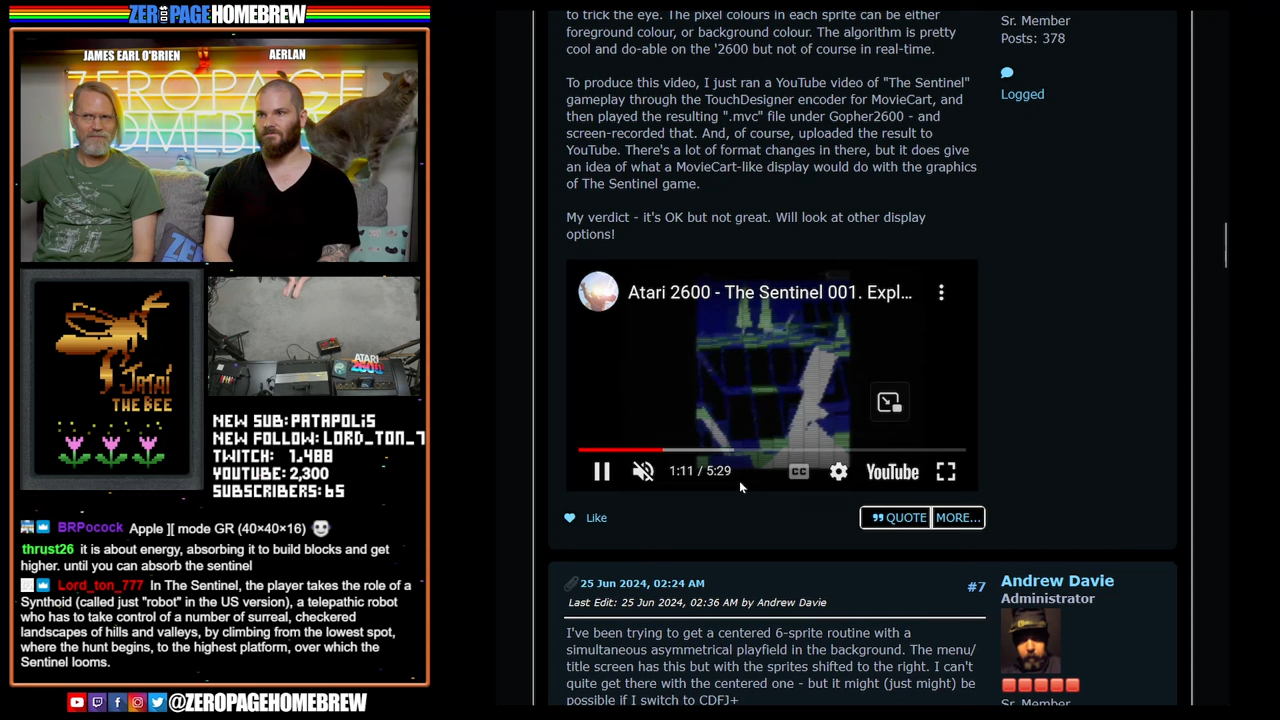 ZEROPAGEHOMEBREW
JAMES EARL O'BRIEN
AERLAN
ZEROPAGE
HOMEBREW
JATAI
THE BEE
ATARI
2600
NEW SUB: PATAPOLIS
NEW FOLLOW: LORD_TON_7
TWITCH: 1,488
YOUTUBE: 2,300
SUBSCRIBERS: 65
BRPocock Apple ][ mode GR (40×40×16)
thrust26 it is about energy, absorbing it to build blocks and get
higher. until you can absorb the sentinel
Lord_ton_777 In The Sentinel, the player takes the role of a
Synthoid (called just "robot" in the US version), a telepathic robot
who has to take control of a number of surreal, checkered
landscapes of hills and valleys, by climbing from the lowest spot,
where the hunt begins, to the highest platform, over which the
Sentinel looms.
@ZEROPAGEHOMEBREW
to trick the eye. The pixel colours in each sprite can be either
foreground colour, or background colour. The algorithm is pretty
cool and do-able on the '2600 but not of course in real-time.
To produce this video, I just ran a YouTube video of "The Sentinel"
gameplay through the TouchDesigner encoder for MovieCart, and
then played the resulting ".mvc" file under Gopher2600 - and
screen-recorded that. And, of course, uploaded the result to
YouTube. There's a lot of format changes in there, but it does give
an idea of what a MovieCart-like display would do with the graphics
of The Sentinel game.
My verdict - it's OK but not great. Will look at other display
options!
Sr. Member
Posts: 378
Logged
Atari 2600 - The Sentinel 001. Expl...
1:11 / 5:29
CC
YouTube
Like
QUOTE
MORE...
25 Jun 2024, 02:24 AM
#7
Last Edit: 25 Jun 2024, 02:36 AM by Andrew Davie
I've been trying to get a centered 6-sprite routine with a
simultaneous asymmetrical playfield in the background. The menu/
title screen has this but with the sprites shifted to the right. I can't
quite get there with the centered one - but it might (just might) be
possible if I switch to CDFJ+
Andrew Davie
Administrator
Sr. Member